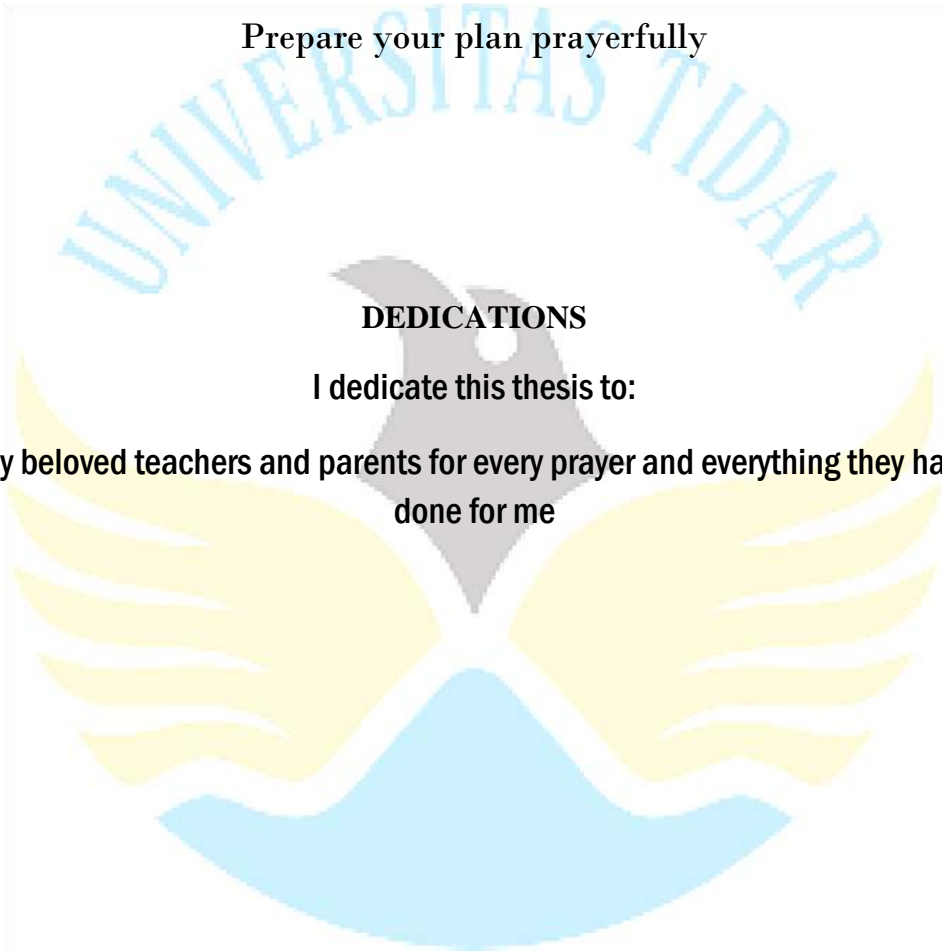 Prepare your plan prayerfully
UNIVERSITAS TIDAR
DEDICATIONS
I dedicate this thesis to:
y beloved teachers and parents for every prayer and everything they ha
done for me